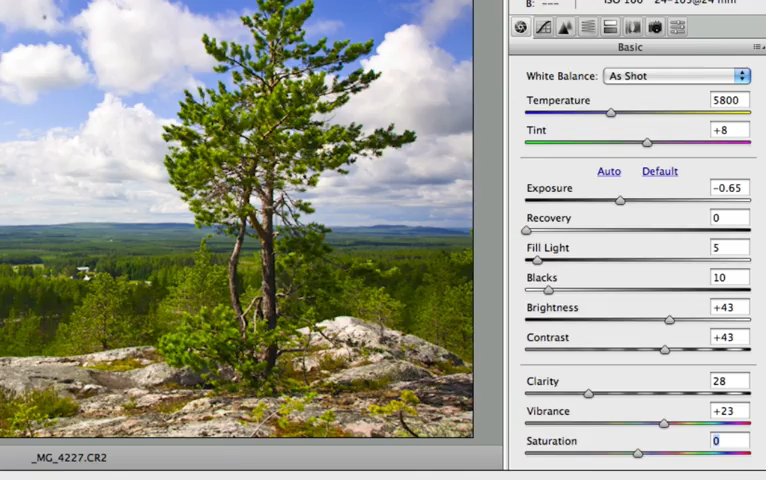 B: ---
Basic
White Balance: As Shot
Temperature 5800
Tint +8
Auto Default
Exposure -0.65
Recovery 0
Fill Light 5
Blacks 10
Brightness +43
Contrast +43
Clarity 28
Vibrance +23
Saturation 0
_MG_4227.CR2